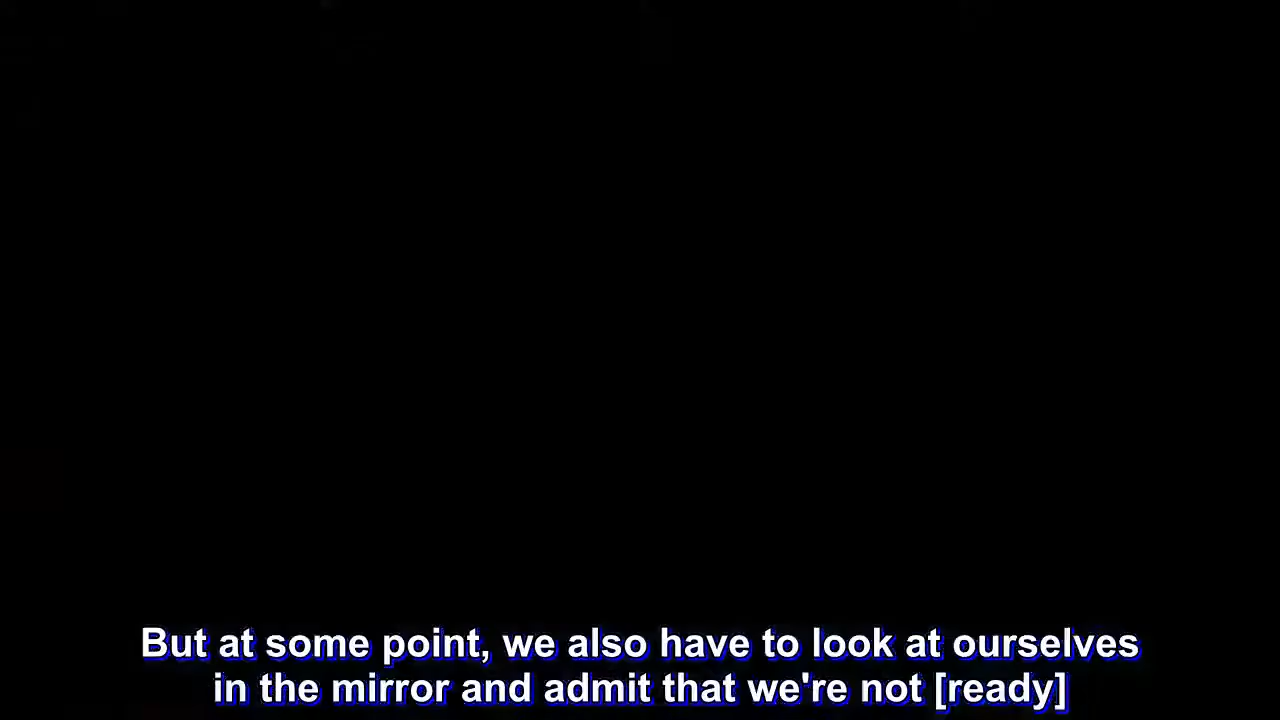 But at some point, we also have to look at ourselves
in the mirror and admit that we're not [ready]